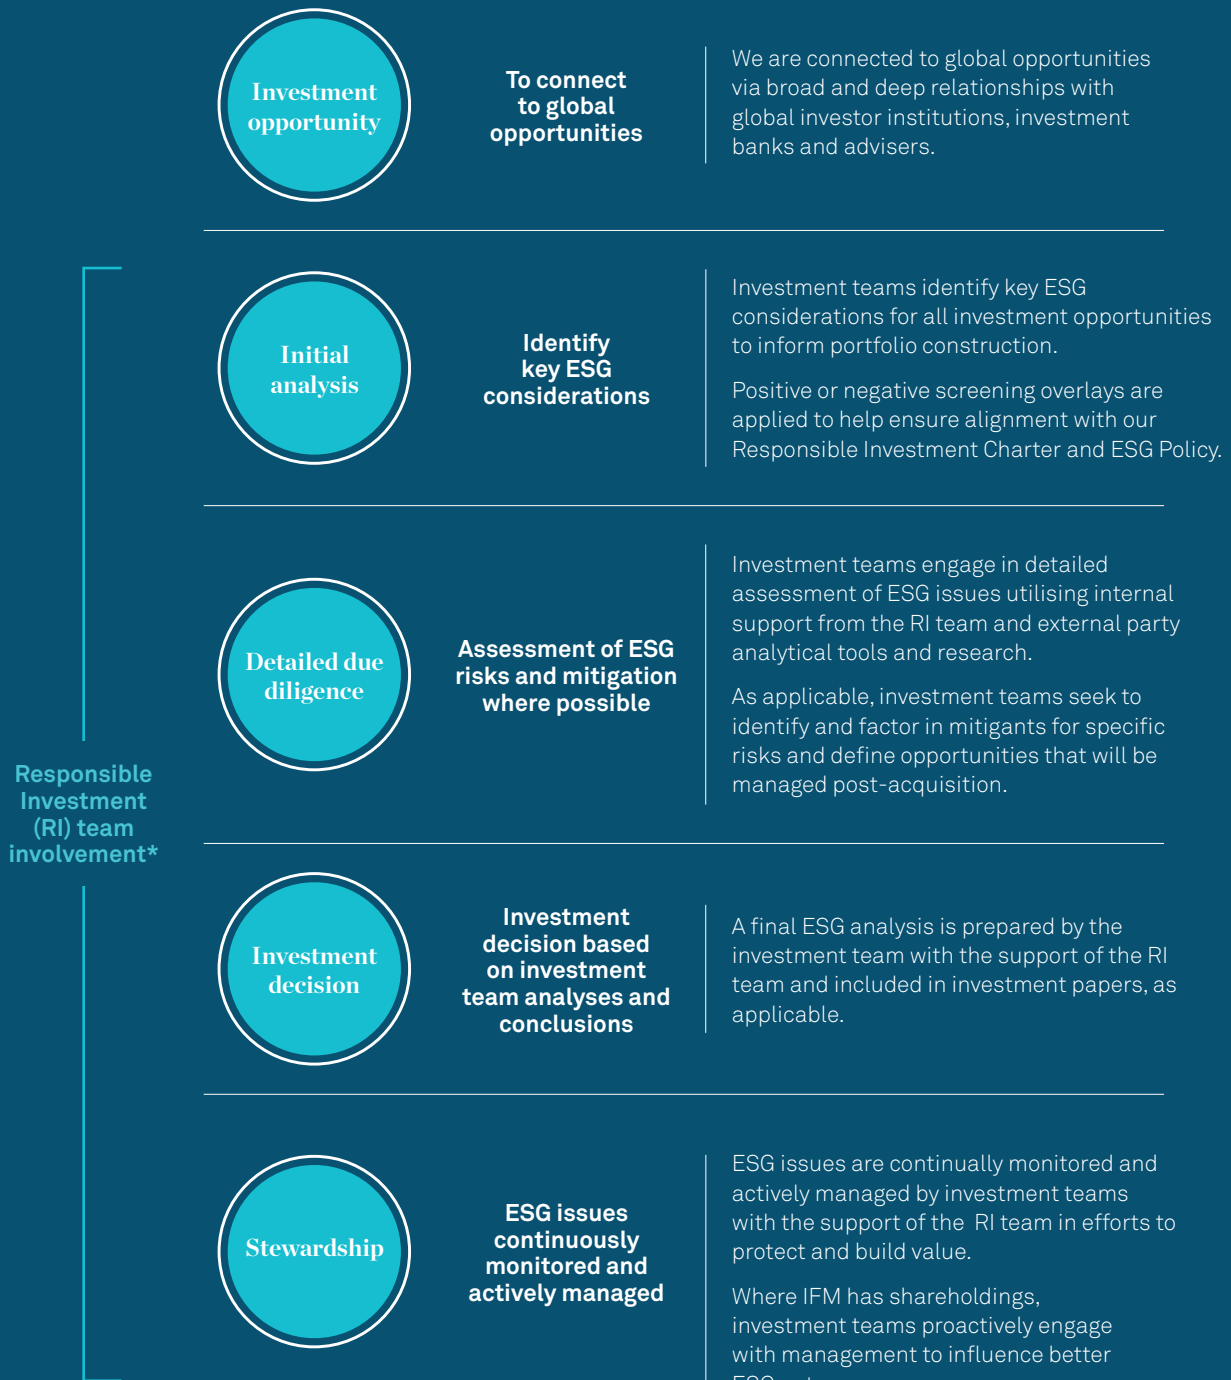 Investment
opportunity
To connect
to global
opportunities
We are connected to global opportunities
via broad and deep relationships with
global investor institutions, investment
banks and advisers.
Initial
analysis
Identify
key ESG
considerations
Investment teams identify key ESG
considerations for all investment opportunities
to inform portfolio construction.
Positive or negative screening overlays are
applied to help ensure alignment with our
Responsible Investment Charter and ESG Policy.
Detailed due
diligence
Assessment of ESG
risks and mitigation
where possible
Investment teams engage in detailed
assessment of ESG issues utilising internal
support from the RI team and external party
analytical tools and research.
As applicable, investment teams seek to
identify and factor in mitigants for specific
risks and define opportunities that will be
managed post-acquisition.
Responsible
Investment
(RI) team
involvement*
Investment
decision
Investment
decision based
on investment
team analyses and
conclusions
A final ESG analysis is prepared by the
investment team with the support of the RI
team and included in investment papers, as
applicable.
Stewardship
ESG issues
continuously
monitored and
actively managed
ESG issues are continually monitored and
actively managed by investment teams
with the support of the RI team in efforts to
protect and build value.
Where IFM has shareholdings,
investment teams proactively engage
with management to influence better